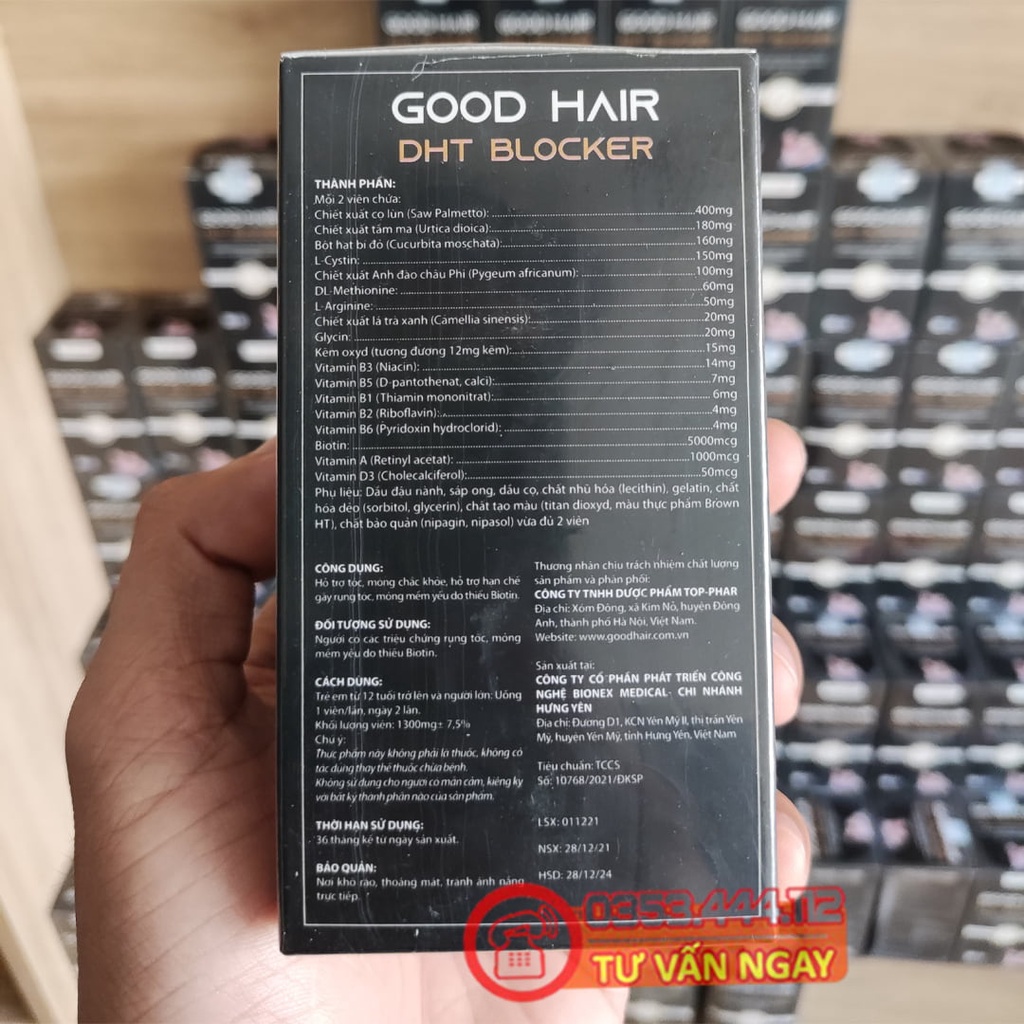 GOOD HAIR
DHT BLOCKER
THÀNH PHẦN:
Mỗi 2 viên chứa:
Chiết xuất cọ lùn (Saw Palmetto): 400mg
Chiết xuất tầm ma (Urtica dioica): 180mg
Bột hạt bí đỏ (Cucurbita moschata): 160mg
L-Cystin: 150mg
Chiết xuất Anh đào châu Phi (Pygeum africanum): 100mg
DL-Methionine: 60mg
L-Arginine: 50mg
Chiết xuất lá trà xanh (Camellia sinensis): 20mg
Glycin: 20mg
Kẽm oxyd (tương đương 12mg kẽm): 15mg
Vitamin B3 (Niacin): 14mg
Vitamin B5 (D-pantothenat, calci): 7mg
Vitamin B1 (Thiamin mononitrat): 6mg
Vitamin B2 (Riboflavin): 4mg
Vitamin B6 (Pyridoxin hydroclorid): 4mg
Biotin: 5000mcg
Vitamin A (Retinyl acetat): 1000mcg
Vitamin D3 (Cholecalciferol): 50mcg
Phụ liệu: Dầu đậu nành, sáp ong, dầu cọ, chất nhũ hóa (lecithin), gelatin, chất
hóa dẻo (sorbitol, glycerin), chất tạo màu (titan dioxyd, màu thực phẩm Brown
HT), chất bảo quản (nipagin, nipasol) vừa đủ 2 viên
CÔNG DỤNG:
Hỗ trợ tóc, móng chắc khỏe, hỗ trợ hạn chế
gãy rụng tóc, móng mềm yếu do thiếu Biotin.
ĐỐI TƯỢNG SỬ DỤNG:
Người có các triệu chứng rụng tóc, móng
mềm yếu do thiếu Biotin.
CÁCH DÙNG:
Trẻ em từ 12 tuổi trở lên và người lớn: Uống
1 viên/lần, ngày 2 lần.
Khối lượng viên: 1300mg± 7,5%
Chú ý:
Thực phẩm này không phải là thuốc, không có
tác dụng thay thế thuốc chữa bệnh.
Không sử dụng cho người có mẫn cảm, kiêng kỵ
với bất kỳ thành phần nào của sản phẩm.
THỜI HẠN SỬ DỤNG:
36 tháng kể từ ngày sản xuất.
BẢO QUẢN:
Nơi khô ráo, thoáng mát, tránh ánh nắng
trực tiếp.
Thương nhân chịu trách nhiệm chất lượng
sản phẩm và phân phối:
CÔNG TY TNHH DƯỢC PHẨM TOP-PHAR
Địa chỉ: Xóm Đông, xã Kim Nỗ, huyện Đông
Anh, thành phố Hà Nội, Việt Nam.
Website: www.goodhair.com.vn
Sản xuất tại:
CÔNG TY CỔ PHẦN PHÁT TRIỂN CÔNG
NGHỆ BIONEX MEDICAL- CHI NHÁNH
HƯNG YÊN
Địa chỉ: Đường D1, KCN Yên Mỹ II, thị trấn Yên
Mỹ, huyện Yên Mỹ, tỉnh Hưng Yên, Việt Nam
Tiêu chuẩn: TCCS
Số: 10768/2021/ĐKSP
LSX: 011221
NSX: 28/12/21
HSD: 28/12/24
0353.444.112
TƯ VẤN NGAY